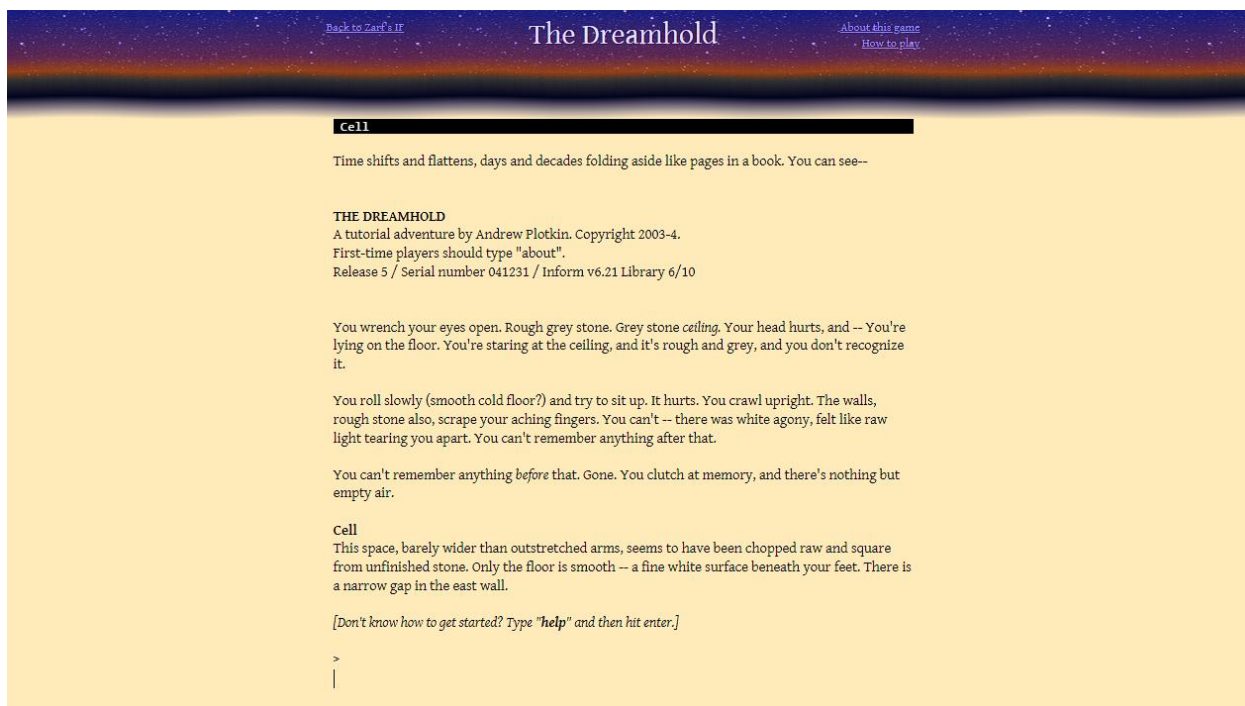 Back to Zarf's IF
The Dreamhold
About this game
How to play
Cell
Time shifts and flattens, days and decades folding aside like pages in a book. You can see--
THE DREAMHOLD
A tutorial adventure by Andrew Plotkin. Copyright 2003-4.
First-time players should type "about".
Release 5 / Serial number 041231 / Inform v6.21 Library 6/10
You wrench your eyes open. Rough grey stone. Grey stone ceiling. Your head hurts, and -- You're
lying on the floor. You're staring at the ceiling, and it's rough and grey, and you don't recognize
it.
You roll slowly (smooth cold floor?) and try to sit up. It hurts. You crawl upright. The walls,
rough stone also, scrape your aching fingers. You can't -- there was white agony, felt like raw
light tearing you apart. You can't remember anything after that.
You can't remember anything before that. Gone. You clutch at memory, and there's nothing but
empty air.
Cell
This space, barely wider than outstretched arms, seems to have been chopped raw and square
from unfinished stone. Only the floor is smooth -- a fine white surface beneath your feet. There is
a narrow gap in the east wall.
[Don't know how to get started? Type "help" and then hit enter.]
>